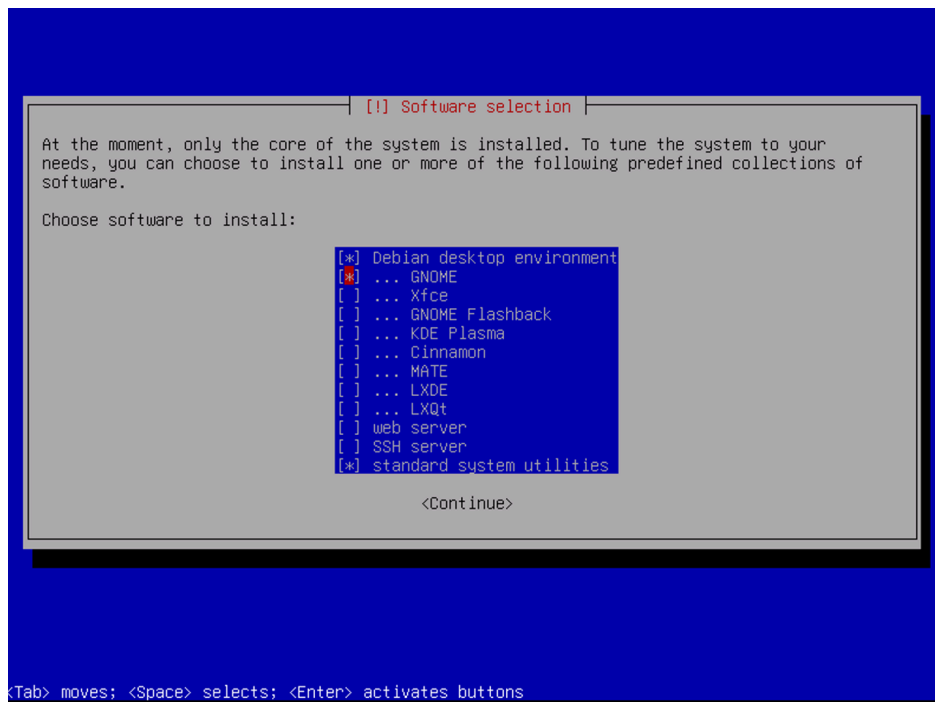 [!] Software selection
At the moment, only the core of the system is installed. To tune the system to your
needs, you can choose to install one or more of the following predefined collections of
software.
Choose software to install:
[*] Debian desktop environment
[*] ... GNOME
[ ] ... Xfce
[ ] ... GNOME Flashback
[ ] ... KDE Plasma
[ ] ... Cinnamon
[ ] ... MATE
[ ] ... LXDE
[ ] ... LXQt
[ ] web server
[ ] SSH server
[*] standard system utilities
<Continue>
<Tab> moves; <Space> selects; <Enter> activates buttons